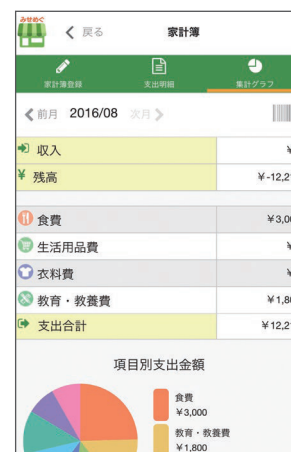 みせめぐ
戻る 家計簿
家計簿登録 支出明細 集計グラフ
前月 2016/08 次月
収入 ¥
残高 ¥-12,2
食費 ¥3,0
生活用品費 ¥
衣料費 ¥
教育・教養費 ¥1,8
支出合計 ¥12,2
項目別支出金額
食費
¥3,000
教育・教養費
¥1,800